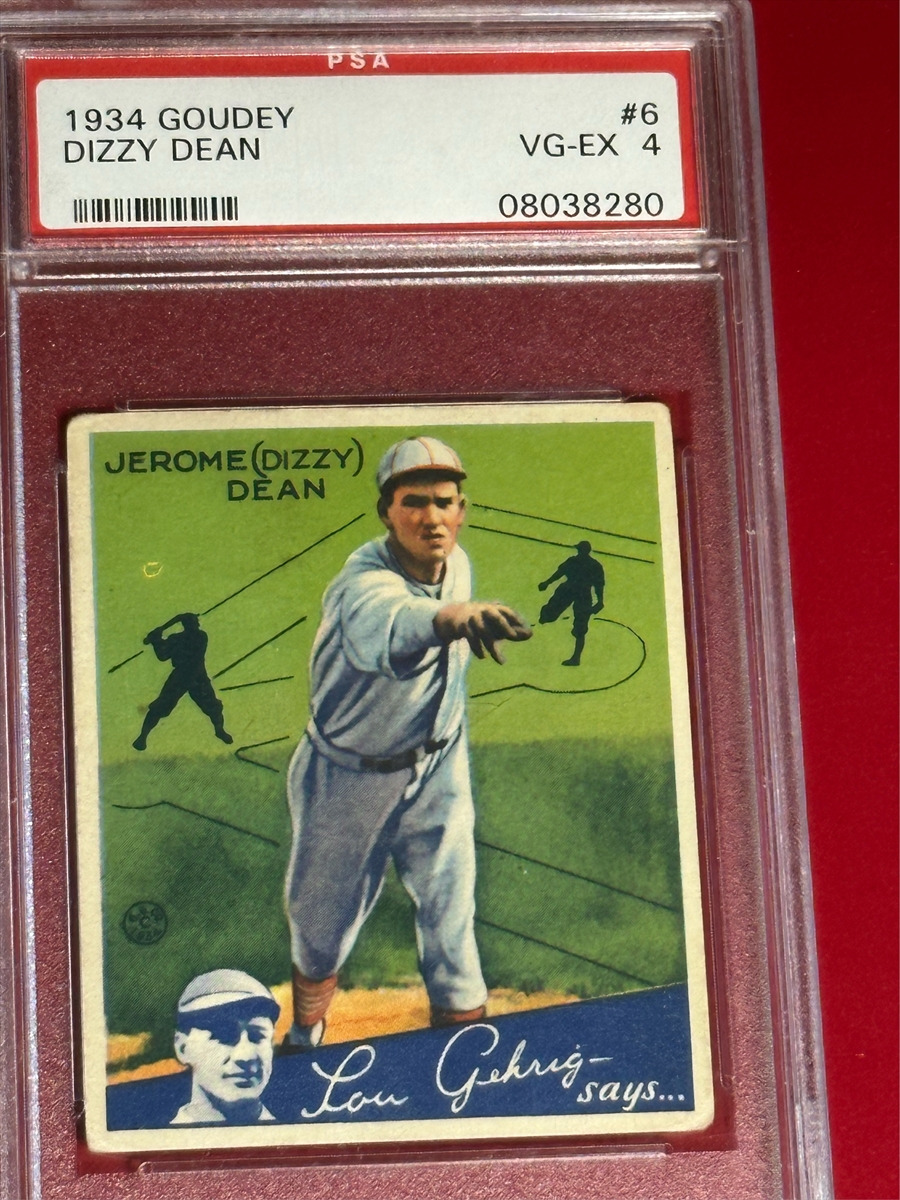 PSA
1934 GOUDEY #6
DIZZY DEAN VG-EX 4
08038280
JEROME (DIZZY)
DEAN
Lou Gehrig-
says...